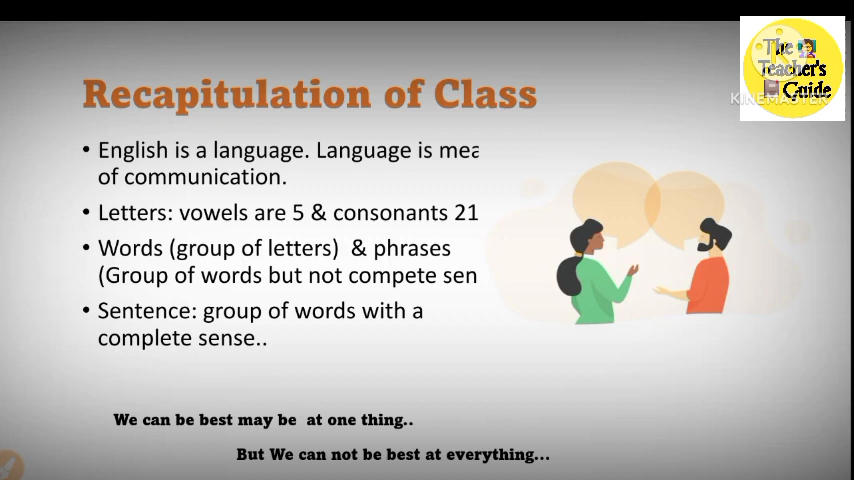 The
Teacher's
Guide
KINEMASTER
Recapitulation of Class
• English is a language. Language is mea
of communication.
• Letters: vowels are 5 & consonants 21
• Words (group of letters) & phrases
(Group of words but not compete sen
• Sentence: group of words with a
complete sense..
We can be best may be at one thing..
But We can not be best at everything...